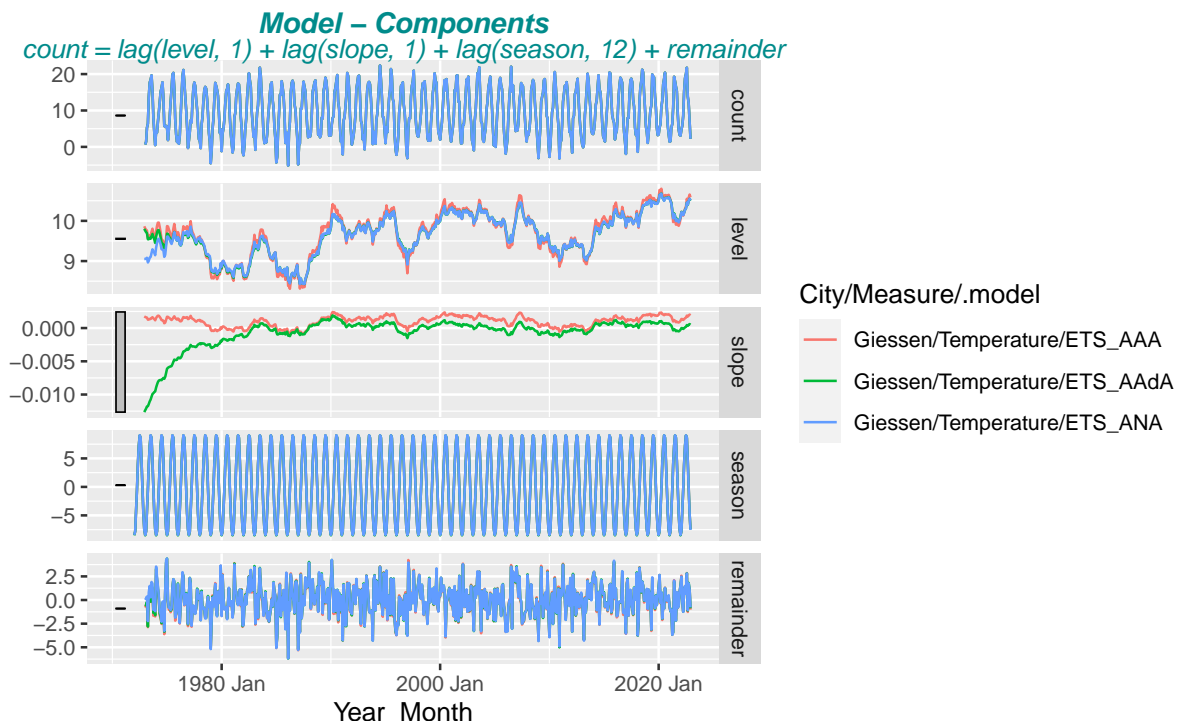 Model – Components
count = lag(level, 1) + lag(slope, 1) + lag(season, 12) + remainder
20
10
0
count
10
9
level
0.000
−0.005
−0.010
slope
5
0
−5
season
2.5
0.0
−2.5
−5.0
remainder
1980 Jan
2000 Jan
2020 Jan
Year_Month
City/Measure/.model
Giessen/Temperature/ETS_AAA
Giessen/Temperature/ETS_AAdA
Giessen/Temperature/ETS_ANA